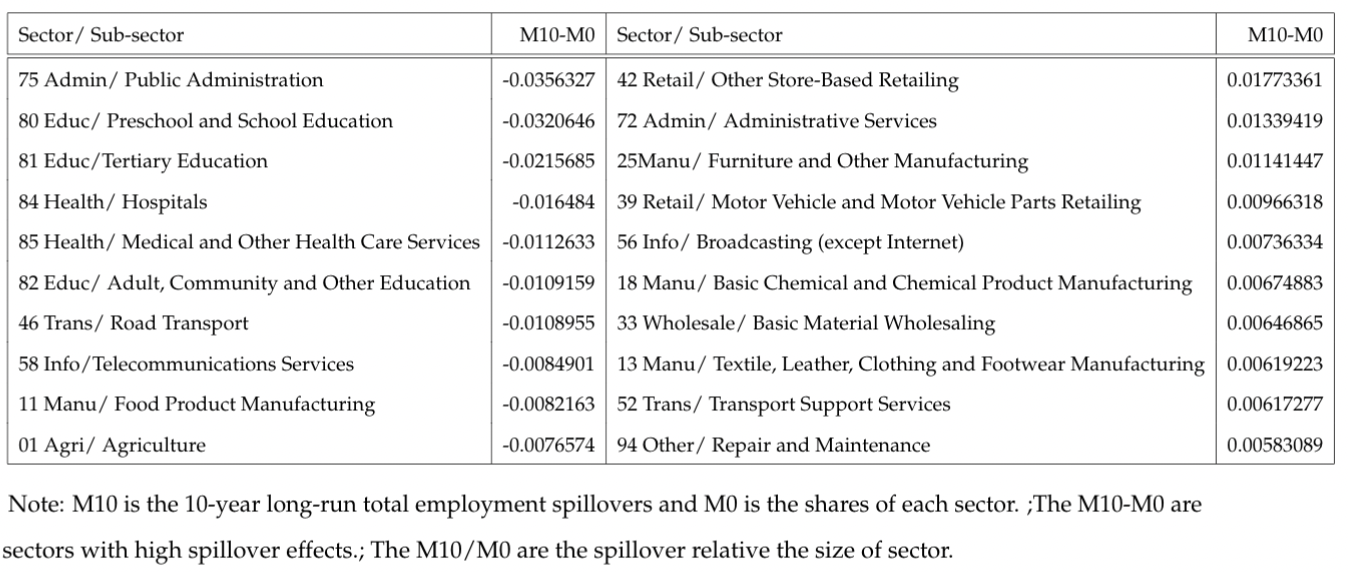 Sector/ Sub-sector M10-M0 Sector/ Sub-sector M10-M0
75 Admin/ Public Administration -0.0356327 42 Retail/ Other Store-Based Retailing 0.01773361
80 Educ/ Preschool and School Education -0.0320646 72 Admin/ Administrative Services 0.01339419
81 Educ/Tertiary Education -0.0215685 25Manu/ Furniture and Other Manufacturing 0.01141447
84 Health/ Hospitals -0.016484 39 Retail/ Motor Vehicle and Motor Vehicle Parts Retailing 0.00966318
85 Health/ Medical and Other Health Care Services -0.0112633 56 Info/ Broadcasting (except Internet) 0.00736334
82 Educ/ Adult, Community and Other Education -0.0109159 18 Manu/ Basic Chemical and Chemical Product Manufacturing 0.00674883
46 Trans/ Road Transport -0.0108955 33 Wholesale/ Basic Material Wholesaling 0.00646865
58 Info/Telecommunications Services -0.0084901 13 Manu/ Textile, Leather, Clothing and Footwear Manufacturing 0.00619223
11 Manu/ Food Product Manufacturing -0.0082163 52 Trans/ Transport Support Services 0.00617277
01 Agri/ Agriculture -0.0076574 94 Other/ Repair and Maintenance 0.00583089
Note: M10 is the 10-year long-run total employment spillovers and M0 is the shares of each sector. ;The M10-M0 are
sectors with high spillover effects.; The M10/M0 are the spillover relative the size of sector.